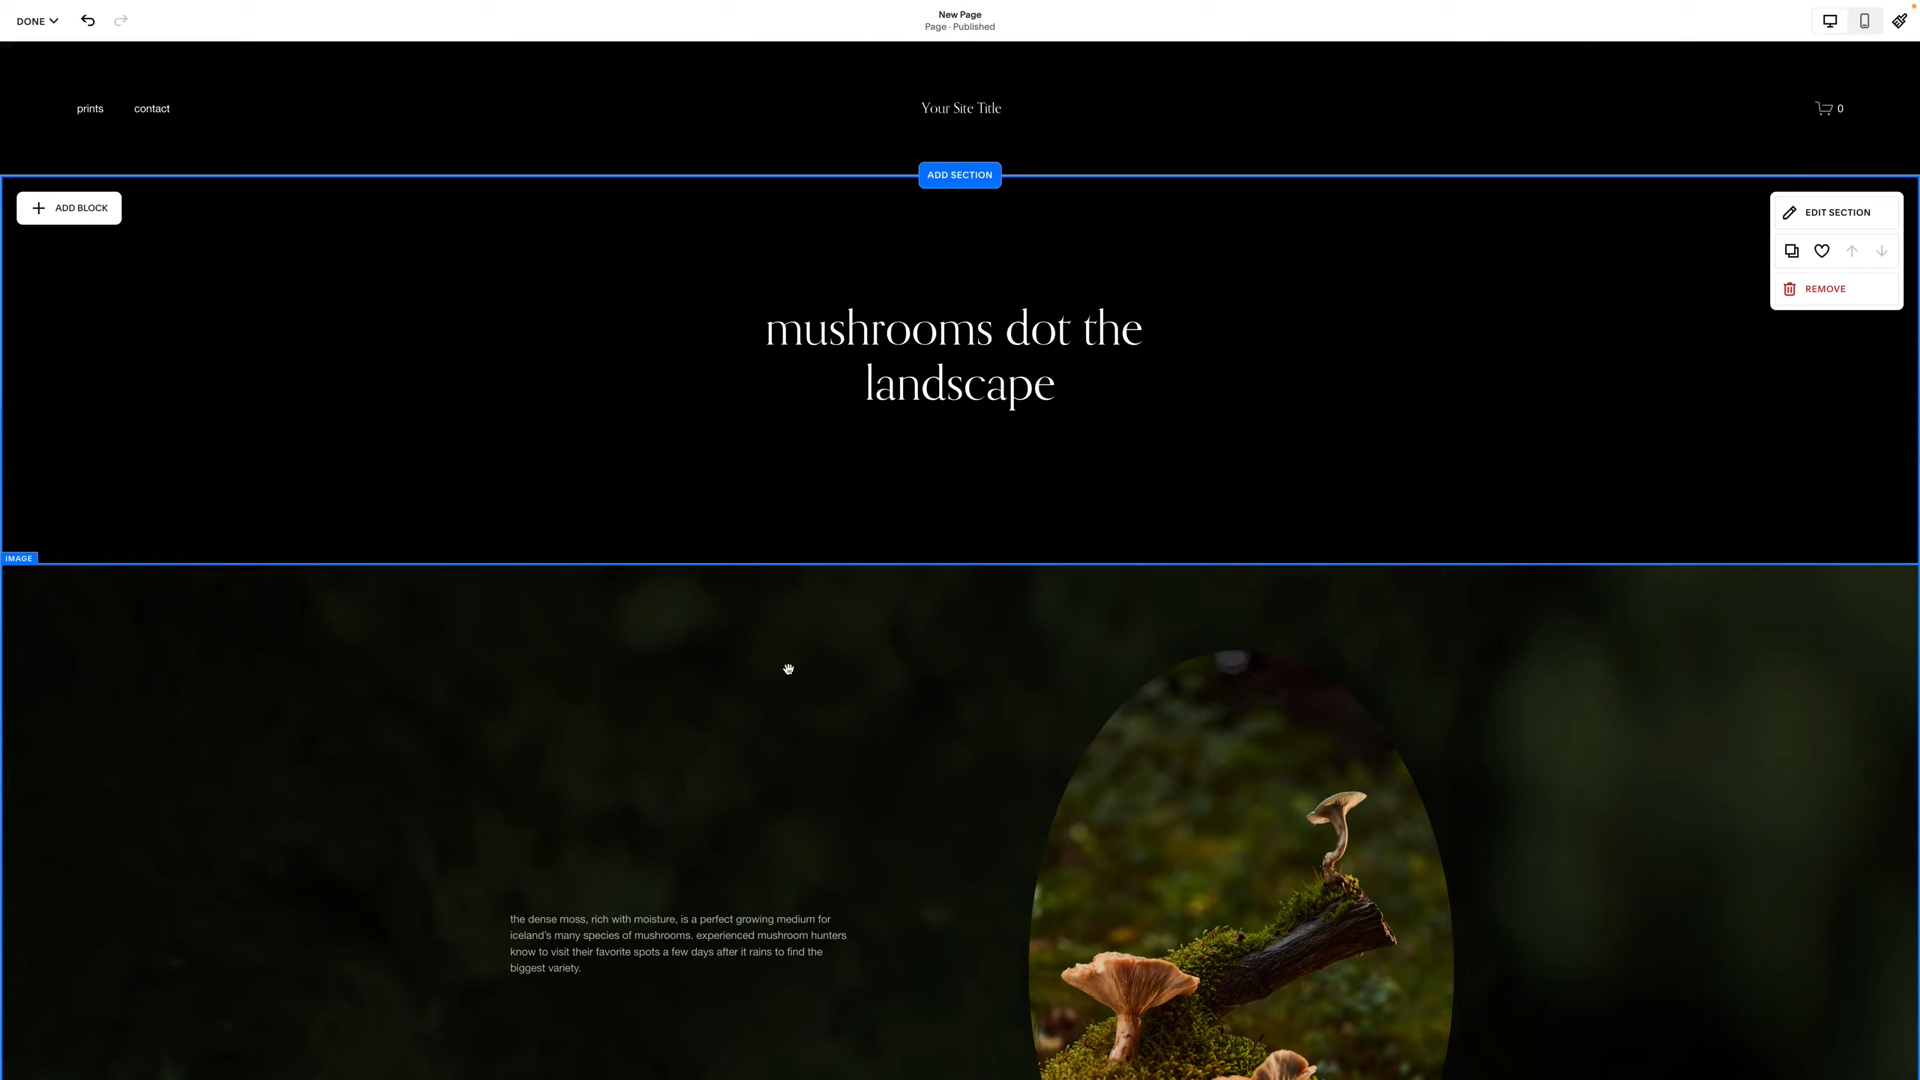 DONE
New Page
Page · Published
prints
contact
Your Site Title
0
ADD SECTION
ADD BLOCK
EDIT SECTION
REMOVE
mushrooms dot the
landscape
IMAGE
the dense moss, rich with moisture, is a perfect growing medium for
iceland's many species of mushrooms. experienced mushroom hunters
know to visit their favorite spots a few days after it rains to find the
biggest variety.